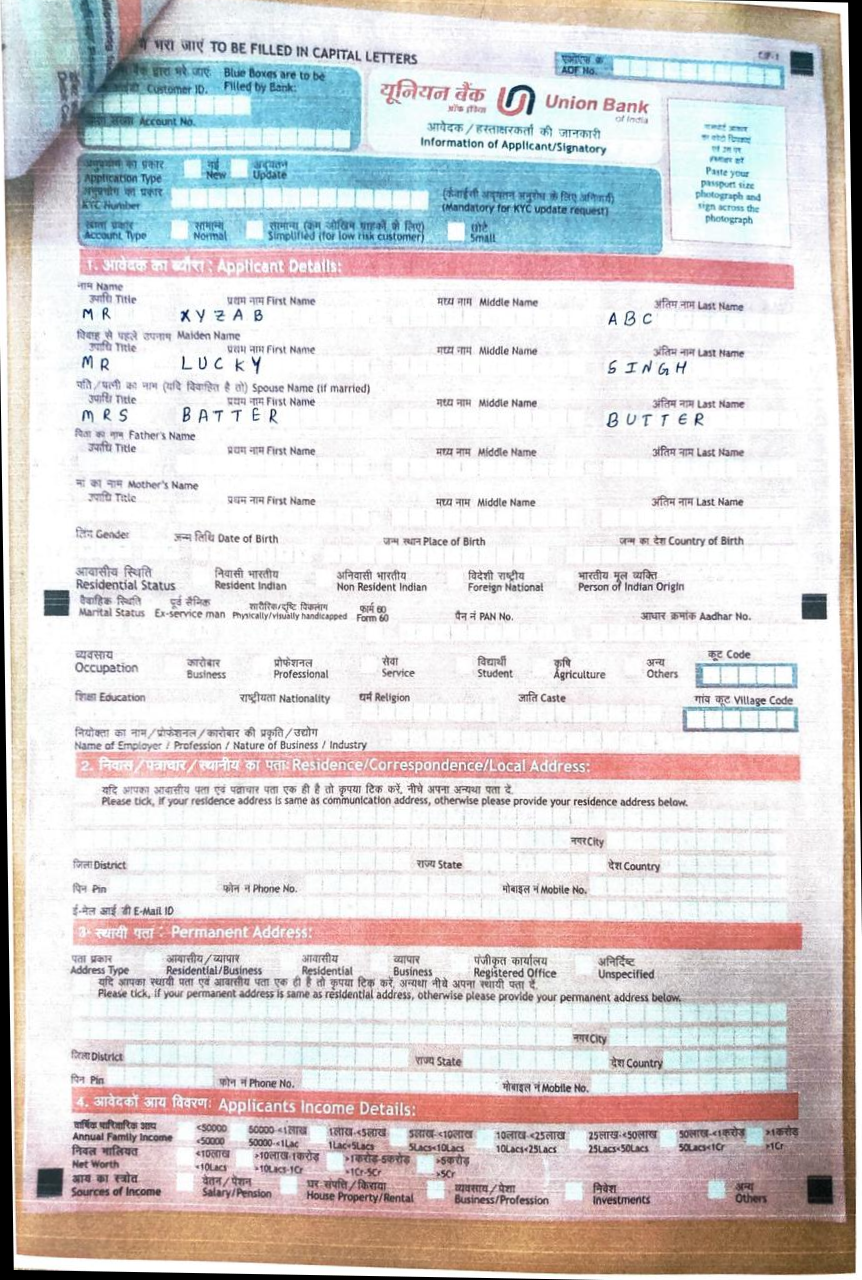 में भरा जाएं TO BE FILLED IN CAPITAL LETTERS
एओएफ क्र.
AOF No.
CIF-1
बैंक द्वारा भरे जाएं Blue Boxes are to be Filled by Bank:
Customer ID.
खाता संख्या Account No.
यूनियन बैंक ऑफ इंडिया Union Bank of India
आवेदक / हस्ताक्षरकर्ता की जानकारी
Information of Applicant/Signatory
Paste your
passport size
photograph and
sign across the
photograph
अनुप्रयोग का प्रकार नई अद्यतन
Application Type New Update
KYC Number
(केवाईसी अद्यतन अनुरोध के लिए अनिवार्य)
(Mandatory for KYC update request)
खाता प्रकार सामान्य सामान्य (कम जोखिम ग्राहकों के लिए) छोटे
Account Type Normal Simplified (for low risk customer) Small
1. आवेदक का ब्यौरा : Applicant Details:
नाम Name
उपाधि Title प्रथम नाम First Name मध्य नाम Middle Name अंतिम नाम Last Name
MR XYZAB ABC
विवाह से पहले उपनाम Maiden Name
उपाधि Title प्रथम नाम First Name मध्य नाम Middle Name अंतिम नाम Last Name
MR LUCKY SINGH
पति/पत्नी का नाम (यदि विवाहित है तो) Spouse Name (if married)
उपाधि Title प्रथम नाम First Name मध्य नाम Middle Name अंतिम नाम Last Name
MRS BATTER BUTTER
पिता का नाम Father's Name
उपाधि Title प्रथम नाम First Name मध्य नाम Middle Name अंतिम नाम Last Name
मां का नाम Mother's Name
उपाधि Title प्रथम नाम First Name मध्य नाम Middle Name अंतिम नाम Last Name
लिंग Gender जन्म तिथि Date of Birth जन्म स्थान Place of Birth जन्म का देश Country of Birth
आवासीय स्थिति निवासी भारतीय अनिवासी भारतीय विदेशी राष्ट्रीय भारतीय मूल व्यक्ति
Residential Status Resident Indian Non Resident Indian Foreign National Person of Indian Origin
वैवाहिक स्थिति पूर्व सैनिक शारीरिक/दृष्टि विकलांग फार्म 60
Marital Status Ex-service man Physically/visually handicapped Form 60 पैन नं PAN No. आधार क्रमांक Aadhar No.
व्यवसाय कारोबार प्रोफेशनल सेवा विद्यार्थी कृषि अन्य कूट Code
Occupation Business Professional Service Student Agriculture Others
शिक्षा Education राष्ट्रीयता Nationality धर्म Religion जाति Caste गांव कूट Village Code
नियोक्ता का नाम/प्रोफेशनल/कारोबार की प्रकृति/उद्योग
Name of Employer / Profession / Nature of Business / Industry
2. निवास/पत्राचार/स्थानीय का पता: Residence/Correspondence/Local Address:
यदि आपका आवासीय पता एवं पत्राचार पता एक ही है तो कृपया टिक करें, नीचे अपना अन्यथा पता दें.
Please tick, if your residence address is same as communication address, otherwise please provide your residence address below.
नगर City
जिला District राज्य State देश Country
पिन Pin फोन नं Phone No. मोबाइल नं Mobile No.
ई-मेल आई डी E-Mail ID
3- स्थायी पता : Permanent Address:
पता प्रकार आवासीय/व्यापार आवासीय व्यापार पंजीकृत कार्यालय अनिर्दिष्ट
Address Type Residential/Business Residential Business Registered Office Unspecified
यदि आपका स्थायी पता एवं आवासीय पता एक ही है तो कृपया टिक करें, अन्यथा नीचे अपना स्थायी पता दें.
Please tick, if your permanent address is same as residential address, otherwise please provide your permanent address below.
नगर City
जिला District राज्य State देश Country
पिन Pin फोन नं Phone No. मोबाइल नं Mobile No.
4. आवेदकों आय विवरण: Applicants Income Details:
वार्षिक पारिवारिक आय <50000 50000-<1लाख 1लाख-<5लाख 5लाख-<10लाख 10लाख-<25लाख 25लाख-<50लाख 50लाख-<1करोड़ >1करोड़
Annual Family Income <50000 50000-<1Lac 1Lac<5Lacs 5Lacs<10Lacs 10Lacs<25Lacs 25Lacs<50Lacs 50Lacs<1Cr >1Cr
निवल मालियत <10लाख >10लाख-1करोड़ >1करोड़-5करोड़ >5करोड़
Net Worth <10Lacs >10Lacs-1Cr >1Cr-5Cr >5Cr
आय का स्त्रोत वेतन/पेंशन घर संपत्ति/किराया व्यवसाय/पेशा निवेश अन्य
Sources of Income Salary/Pension House Property/Rental Business/Profession Investments Others